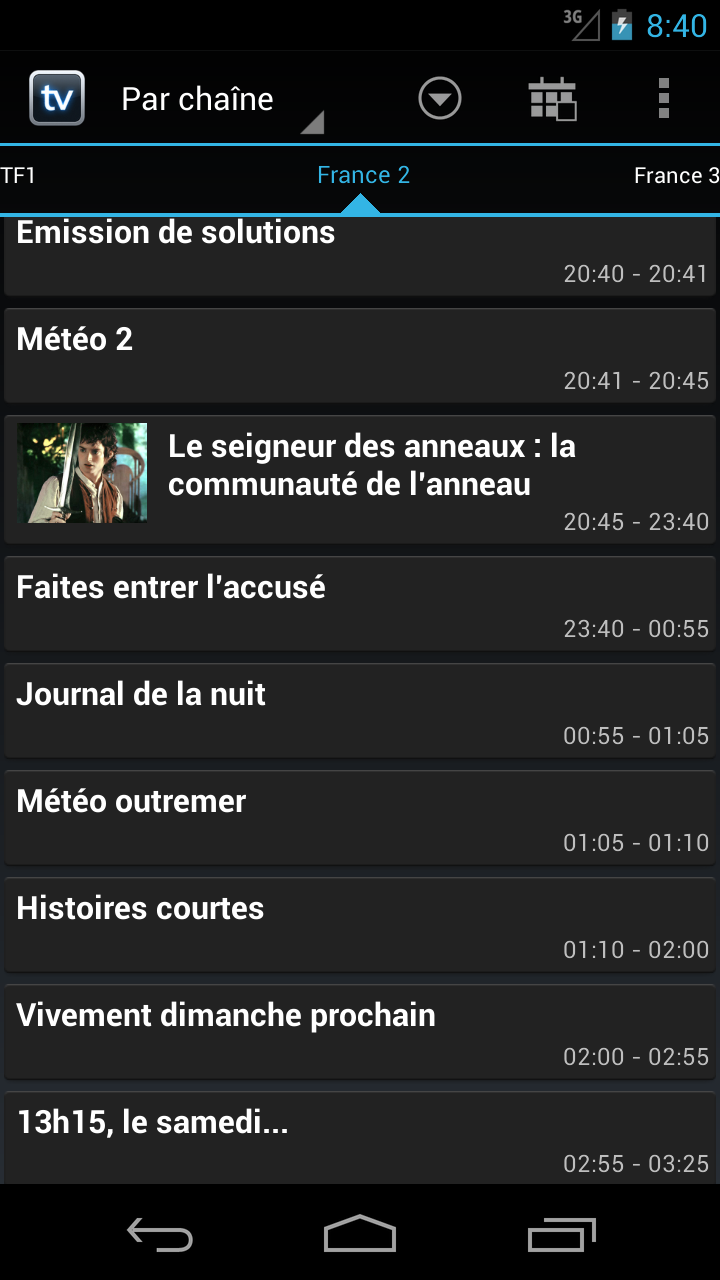 3G
8:40
tv
Par chaîne
TF1
France 2
France 3
Emission de solutions
20:40 - 20:41
Météo 2
20:41 - 20:45
Le seigneur des anneaux : la
communauté de l'anneau
20:45 - 23:40
Faites entrer l'accusé
23:40 - 00:55
Journal de la nuit
00:55 - 01:05
Météo outremer
01:05 - 01:10
Histoires courtes
01:10 - 02:00
Vivement dimanche prochain
02:00 - 02:55
13h15, le samedi...
02:55 - 03:25